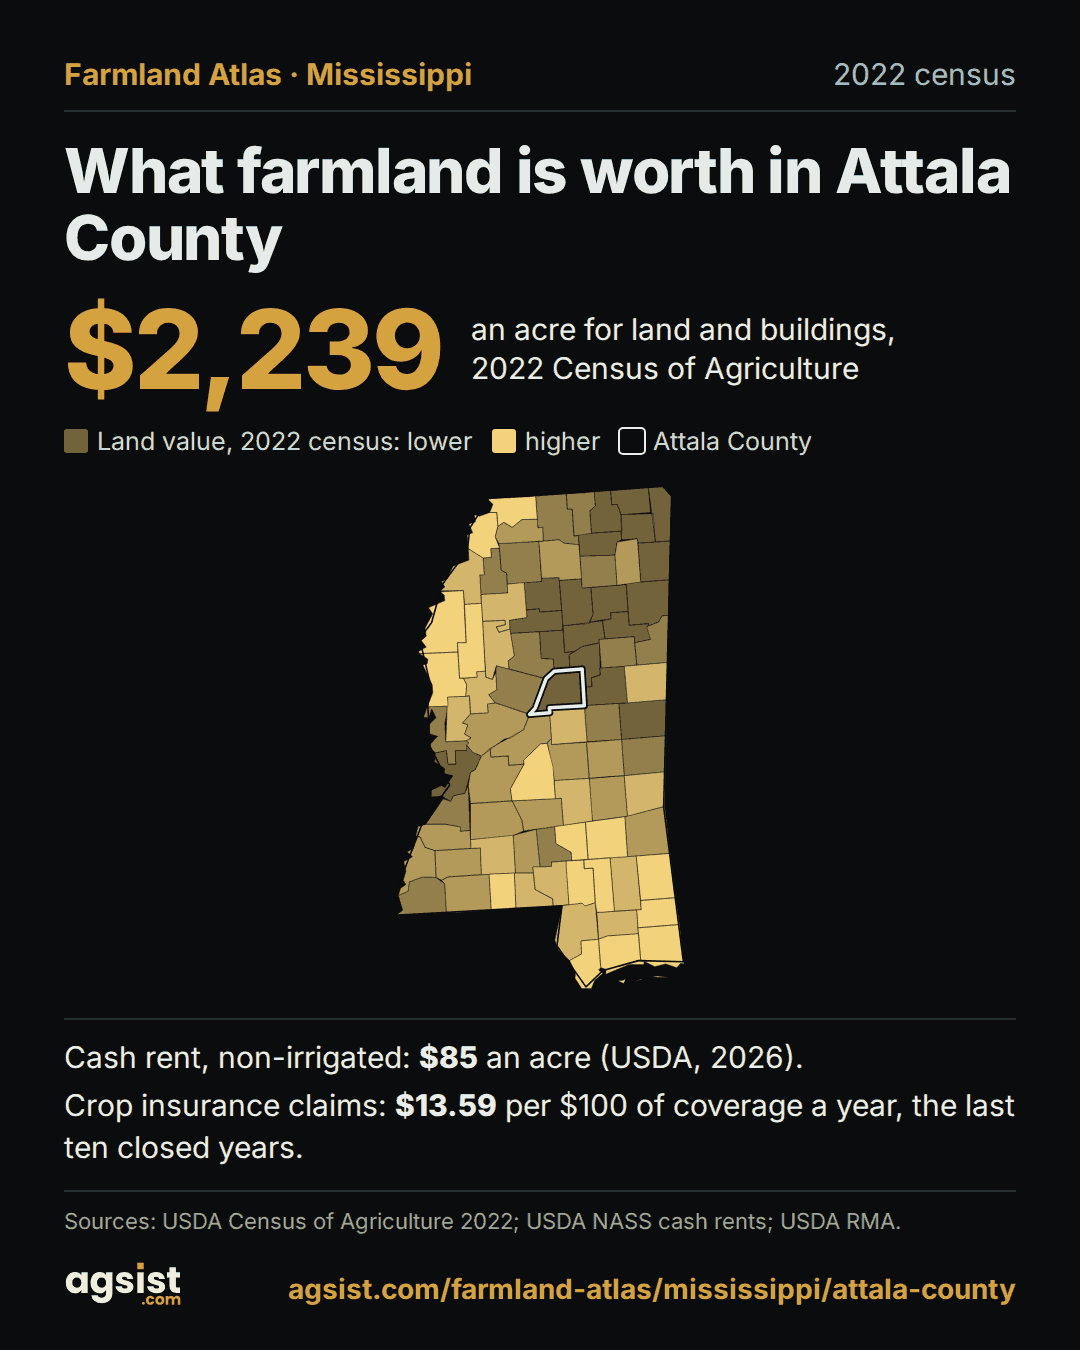 Farmland Atlas · Mississippi
2022 census
What farmland is worth in Attala
County
$2,239
an acre for land and buildings,
2022 Census of Agriculture
Land value, 2022 census: lower
higher
Attala County
Cash rent, non-irrigated: $85 an acre (USDA, 2026).
Crop insurance claims: $13.59 per $100 of coverage a year, the last
ten closed years.
Sources: USDA Census of Agriculture 2022; USDA NASS cash rents; USDA RMA.
agsist
.com
agsist.com/farmland-atlas/mississippi/attala-county